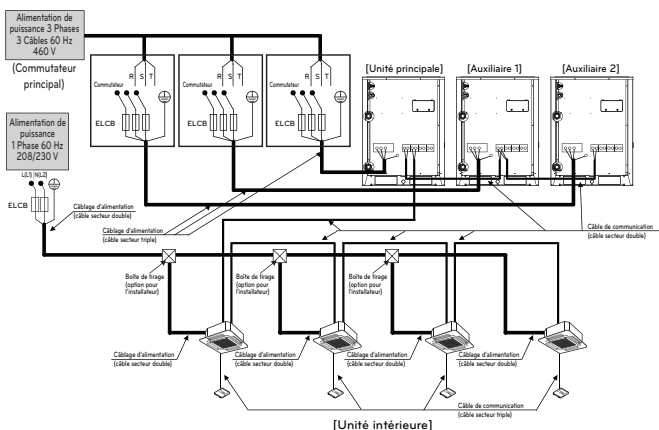 Alimentation de
puissance 3 Phases
3 Câbles 60 Hz
460 V
(Commutateur
principal)
R S T
Commutateur
ELCB
R S T
Commutateur
ELCB
R S T
Commutateur
ELCB
[Unité principale]
[Auxiliaire 1]
[Auxiliaire 2]
Alimentation de
puissance
1 Phase 60 Hz
208/230 V
L(L1) N(L2)
ELCB
Câblage d'alimentation
(câble secteur double)
Câblage d'alimentation
(câble secteur triple)
Câble de communication
(câble secteur double)
Boîte de tirage
(option pour
l'installateur)
Boîte de tirage
(option pour
l'installateur)
Boîte de tirage
(option pour
l'installateur)
Câblage d'alimentation
(câble secteur double)
Câblage d'alimentation
(câble secteur double)
Câblage d'alimentation
(câble secteur double)
Câblage d'alimentation
(câble secteur double)
Câble de communication
(câble secteur triple)
[Unité intérieure]